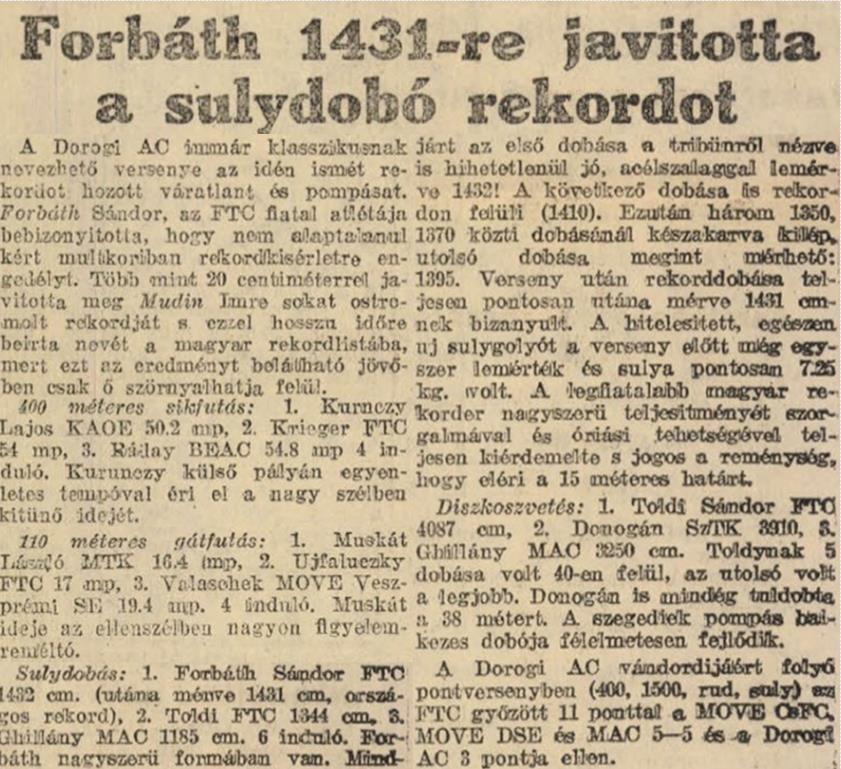 Forbáth 1431-re javitotta
a sulydobó rekordot
A Dorogi AC immár klasszikusnak
nevezhető versenye az idén ismét re-
kordot hozott váratlant és pompásat.
Forbáth Sándor, az FTC fiatal atlétája
bebizonyitotta, hogy nem alaptalanul
kért multkoriban rekordkisérletre en-
gedélyt. Több mint 20 centiméterrel ja-
vitotta meg Mudin Imre sokat ostro-
molt rekordját s ezzel hosszu időre
beirta nevét a magyar rekordlistába,
mert ezt az eredményt belátható jövő-
ben csak ő szörnyalhatja felül.
400 méteres sikfutás: 1. Kurnczy
Lajos KAOE 50.2 mp, 2. Krieger FTC
54 mp, 3. Ráday BEAC 54.8 mp 4 in-
duló. Kurunczy külső pályán egyen-
letes tempóval éri el a nagy szélben
kitünő idejét.
110 méteres gátfutás: 1. Muskát
László MTK 16.4 mp, 2. Ujfaluczky
FTC 17 mp, 3. Valaschek MOVE Vesz-
prémi SE 19.4 mp. 4 induló. Muskát
ideje az ellenszélben nagyon figyelem-
reméltó.
Sulydobás: 1. Forbáth Sándor FTC
1432 cm. (utána mérve 1431 cm, orszá-
gos rekord), 2. Toldi FTC 1344 cm, 3.
Ghillány MAC 1185 cm. 6 induló. For-
báth nagyszerü formában van. Mind-
járt az első dobása a tribünről nézve
is hihetetlenül jó, acélszalaggal lemér-
ve 1432! A következő dobása is rekor-
don felüli (1410). Ezután három 1350,
1370 közti dobásánál készakarva kilép,
utolsó dobása megint mérhető:
1395. Verseny után rekorddobása tel-
jesen pontosan utána mérve 1431 cm-
nek bizanyult. A hitelesitett, egészen
uj sulygolyót a verseny előtt még egy-
szer lemérték és sulya pontosan 7.25
kg. volt. A legfiatalabb magyar re-
korder nagyszerü teljesitményét szor-
galmával és óriási tehetségével tel-
jesen kiérdemelte s jogos a reménység,
hogy eléri a 15 méteres határt.
Diszkoszvetés: 1. Toldi Sándor FTC
4087 cm, 2. Donogán SzTK 3910, 3.
Ghillány MAC 3250 cm. Toldynak 5
dobása volt 40-en felül, az utolsó volt
a legjobb. Donogán is mindég tuldobta
a 38 métert. A szegediek pompás bal-
kezes dobója félelmetesen fejlődik.
A Dorogi AC vándordijáért folyó
pontversenyben (400, 1500, rud, suly) az
FTC győzött 11 ponttal a MOVE CsFC,
MOVE DSE és MAC 5—5 és a Dorogi
AC 3 pontja ellen.